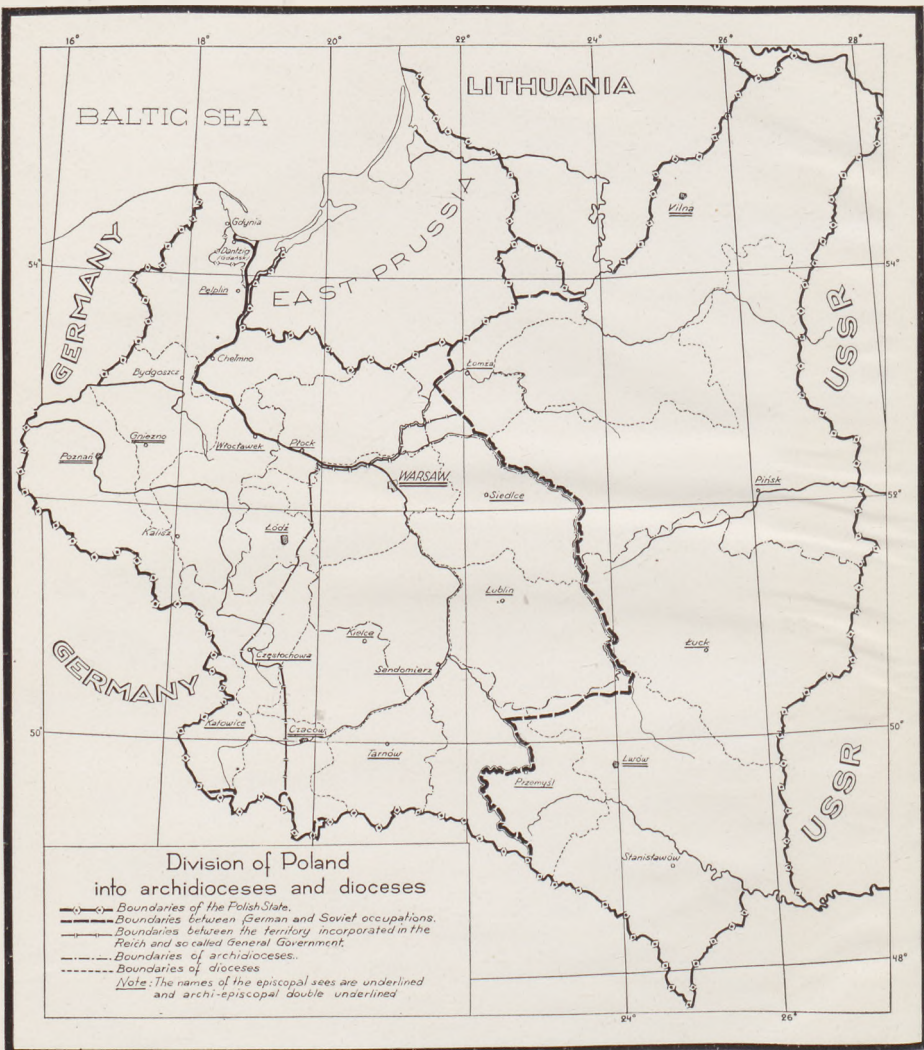 16° 18° 20° 22° 24° 26° 28°
LITHUANIA
BALTIC SEA
Vilna
Gdynia
GERMANY
EAST PRUSSIA
54° 54°
Pelplin
USSR
Chełmno
Bydgoszcz
Łomża
Gniezno
Włocławek
Płock
Poznań
WARSAW
Siedlce
Pińsk
52°
Kalisz
Łódź
Lublin
Kielce
Łuck
Częstochowa
Sandomierz
GERMANY
Katowice
Cracow
50° 50°
Tarnów
Lwów
Przemyśl
USSR
Stanisławów
Division of Poland
into archidioceses and dioceses
Boundaries of the Polish State.
Boundaries between German and Soviet occupations.
Boundaries between the territory incorporated in the
Reich and so called General Government.
Boundaries of archidioceses..
Boundaries of dioceses
Note: The names of the episcopal sees are underlined
and archi-episcopal double underlined
48°
24° 26°